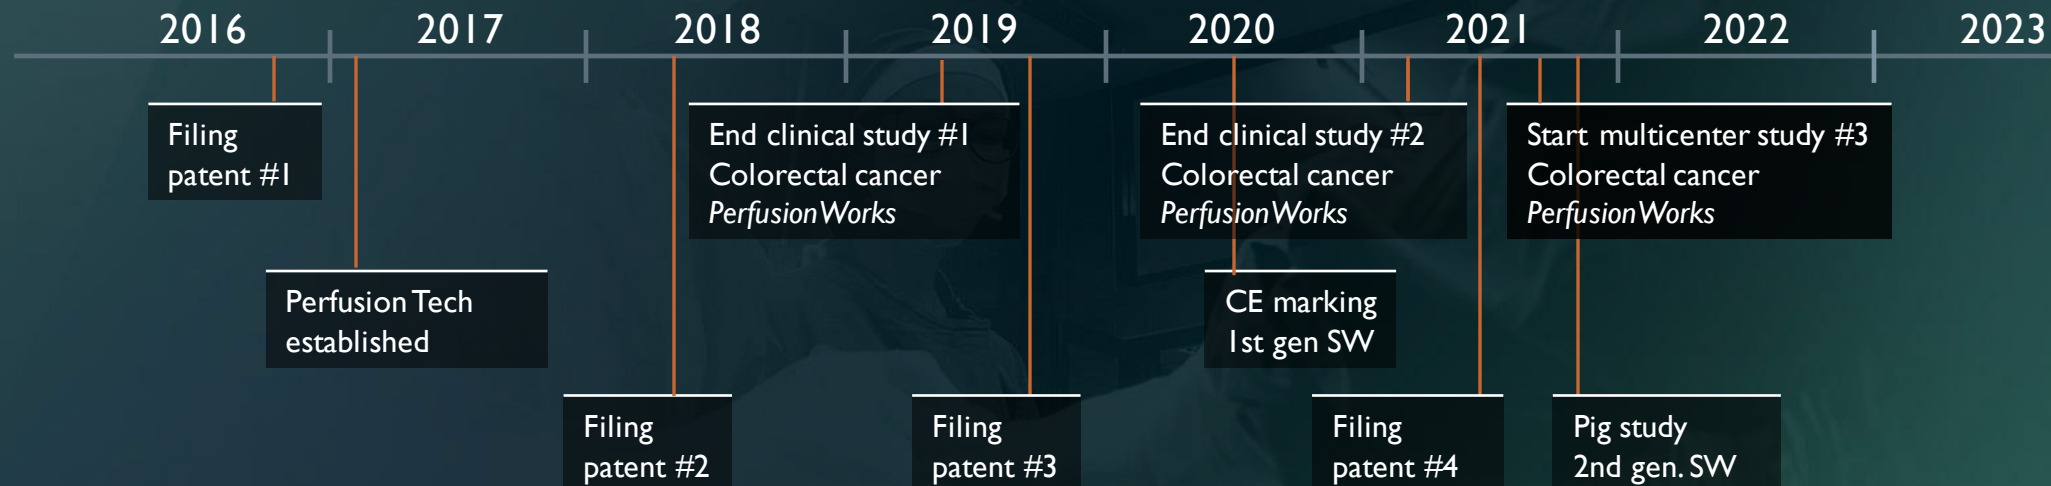 2016 2017 2018 2019 2020 2021 2022 2023
Filing
patent #1
End clinical study #1
Colorectal cancer
PerfusionWorks
End clinical study #2
Colorectal cancer
PerfusionWorks
Start multicenter study #3
Colorectal cancer
PerfusionWorks
Perfusion Tech
established
CE marking
1st gen SW
Filing
patent #2
Filing
patent #3
Filing
patent #4
Pig study
2nd gen. SW